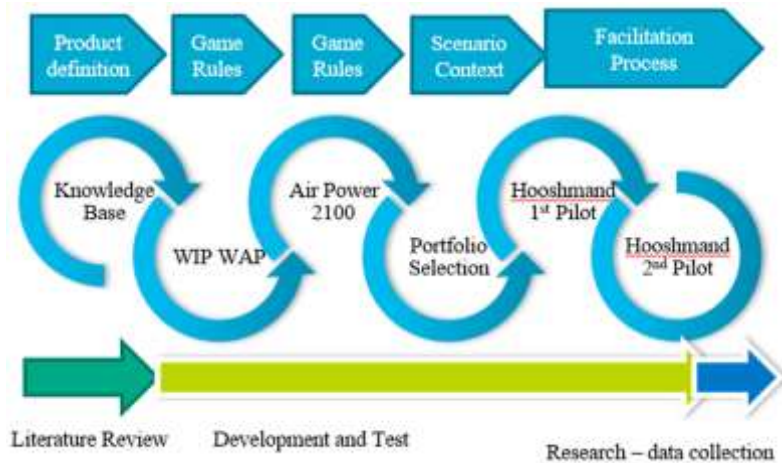 Product
definition
Game
Rules
Game
Rules
Scenario
Context
Facilitation
Process
Knowledge
Base
WIP WAP
Air Power
2100
Portfolio
Selection
Hooshmand
1st Pilot
Hooshmand
2nd Pilot
Literature Review
Development and Test
Research – data collection